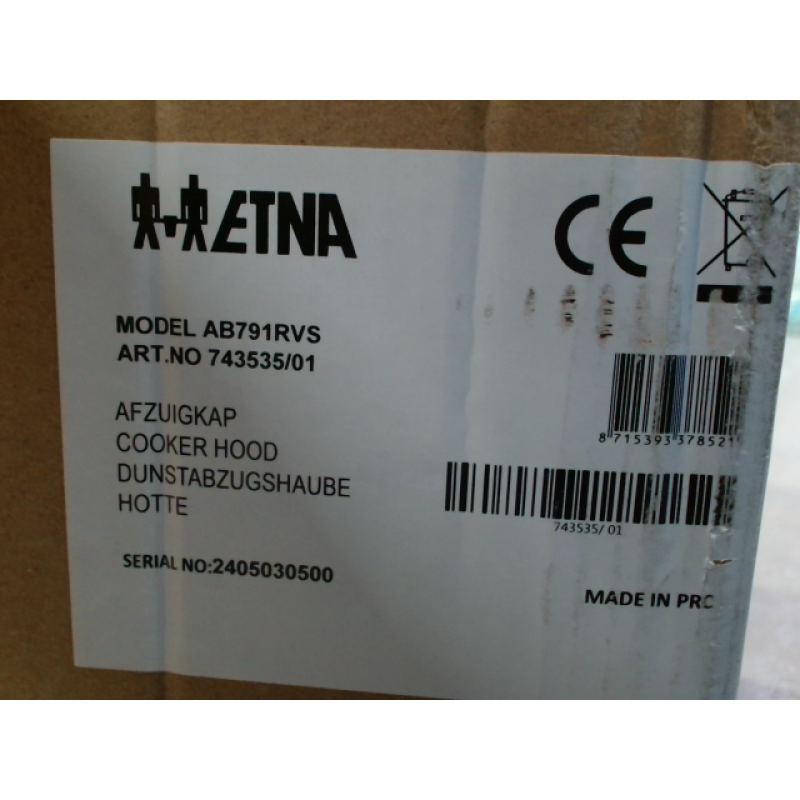 ETNA
CE
MODEL AB791RVS
ART.NO 743535/01
8 715393 37852
AFZUIGKAP
COOKER HOOD
DUNSTABZUGSHAUBE
HOTTE
743535/01
SERIAL NO:2405030500
MADE IN PRC